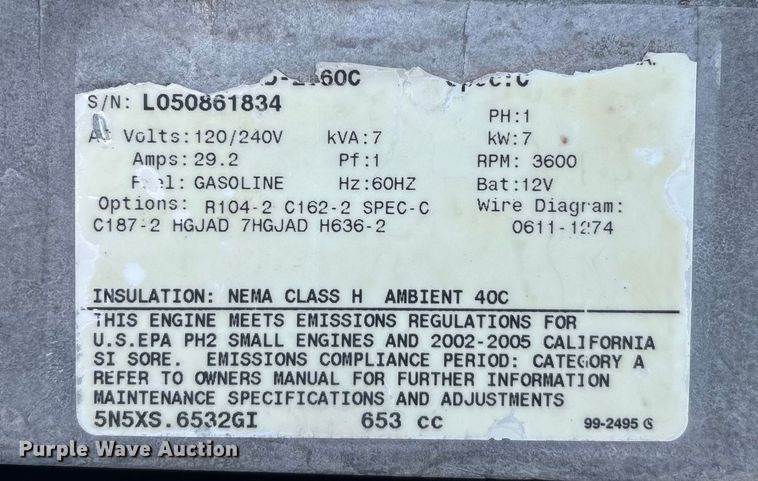 S/N: L050861834
PH:1
Volts:120/240V kVA:7 kW:7
Amps:29.2 Pf:1 RPM: 3600
Fuel: GASOLINE Hz:60HZ Bat:12V
Options: R104-2 C162-2 SPEC-C Wire Diagram:
C187-2 HGJAD 7HGJAD H636-2 0611-1274
INSULATION: NEMA CLASS H AMBIENT 40C
THIS ENGINE MEETS EMISSIONS REGULATIONS FOR
U.S.EPA PH2 SMALL ENGINES AND 2002-2005 CALIFORNIA
SI SORE. EMISSIONS COMPLIANCE PERIOD: CATEGORY A
REFER TO OWNERS MANUAL FOR FURTHER INFORMATION
MAINTENANCE SPECIFICATIONS AND ADJUSTMENTS
5N5XS.6532GI 653 cc 99-2495 G
Purple Wave Auction